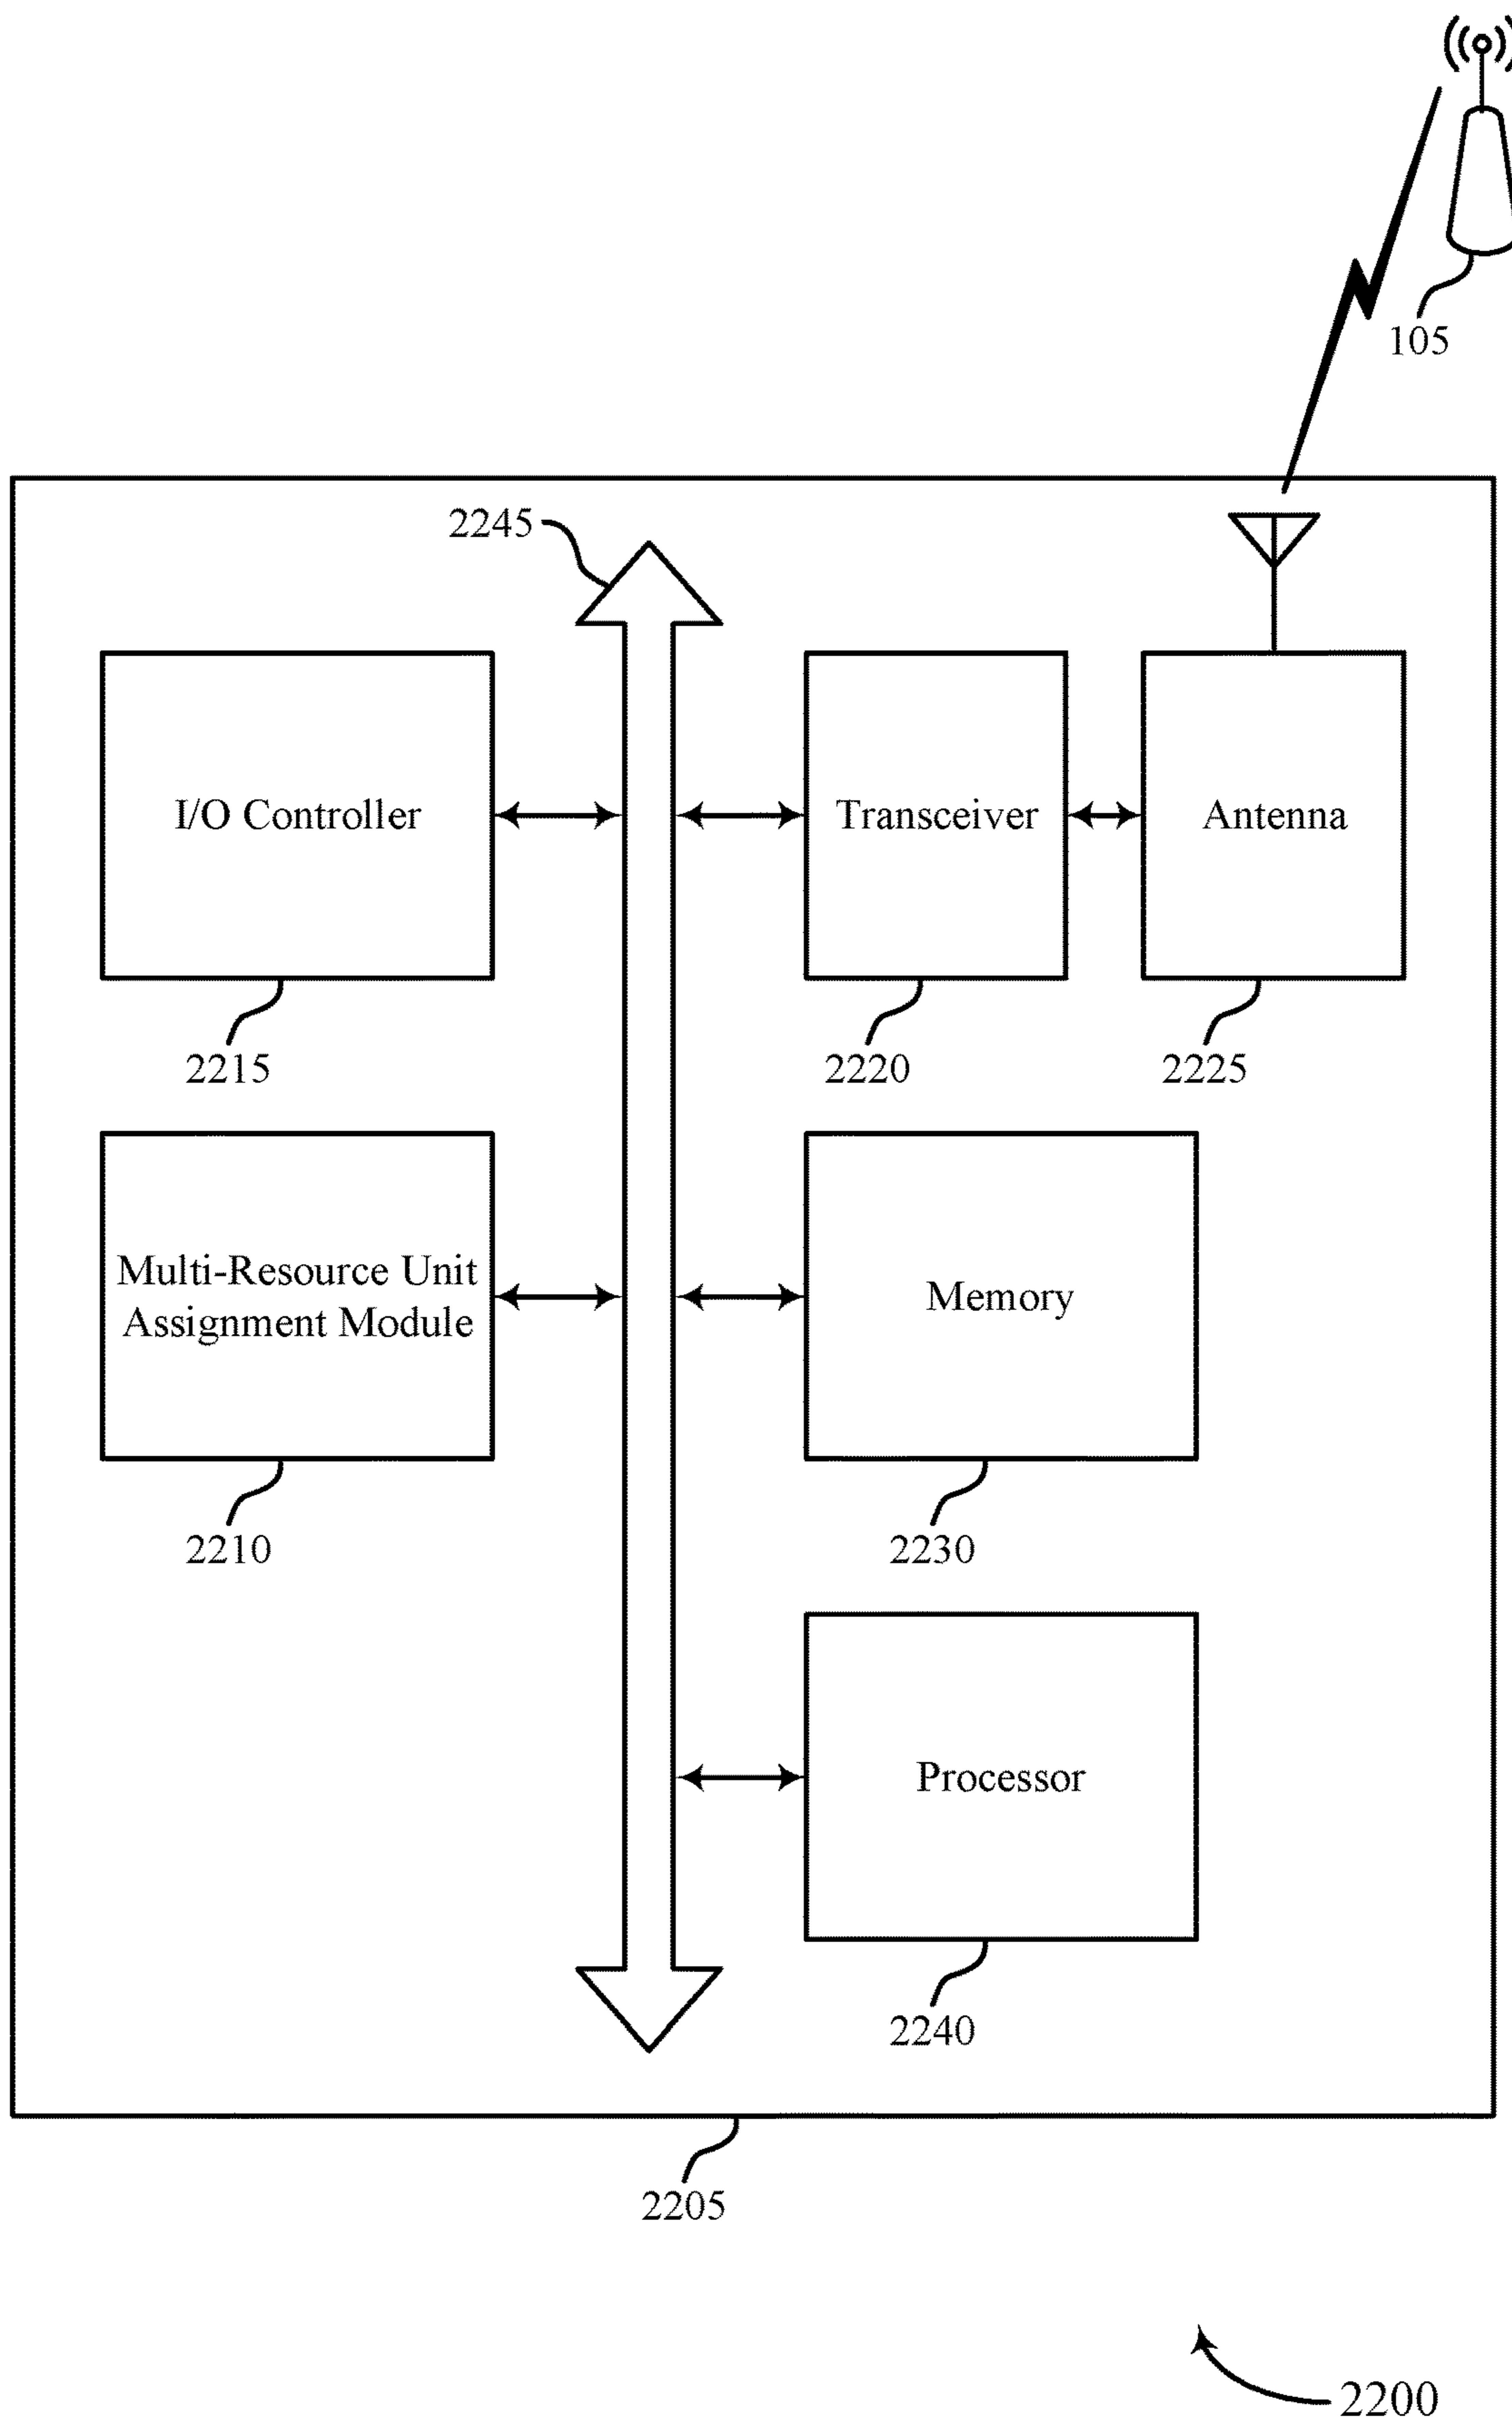 105
2245
I/O Controller
Transceiver
Antenna
2215
2220
2225
Multi-Resource Unit
Assignment Module
Memory
2210
2230
Processor
2240
2205
2200